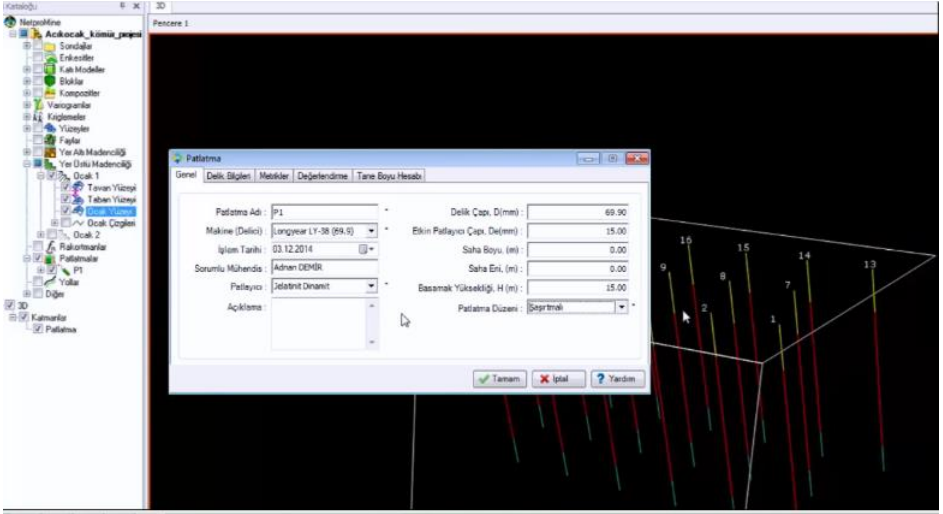 Kataloğu
3D
NetproMine
Pencere 1
Acıkocak_kömür_projesi
Sondajlar
Enkesitler
Katı Modeller
Bloklar
Kompozitler
Variogramlar
Kriglemeler
Yüzeyler
Faylar
Yer Altı Madenciliği
Yer Üstü Madenciliği
Ocak 1
Tavan Yüzeyi
Taban Yüzeyi
Ocak Yüzeyi
Ocak Çizgileri
Ocak 2
Rakortmanlar
Patlatmalar
P1
Yollar
Diğer
3D
Katmanlar
Patlatma
Patlatma
Genel Delik Bilgileri Metrikler Değerlendirme Tane Boyu Hesabı
Patlatma Adı : P1 *
Delik Çapı, D(mm) : 69.90
Makine (Delici) : Longyear LY-38 (69.9) *
Etkin Patlayıcı Çapı, De(mm) : 15.00
İşlem Tarihi : 03.12.2014
Saha Boyu, (m) : 0.00
Sorumlu Mühendis : Adnan DEMİR
Saha Eni, (m) : 0.00
Patlayıcı : Jelatinit Dinamit *
Basamak Yüksekliği, H (m) : 15.00
Açıklama :
Patlatma Düzeni : Şaşırtmalı *
Tamam İptal ? Yardım
16
15
14
13
9
8
7
2
1